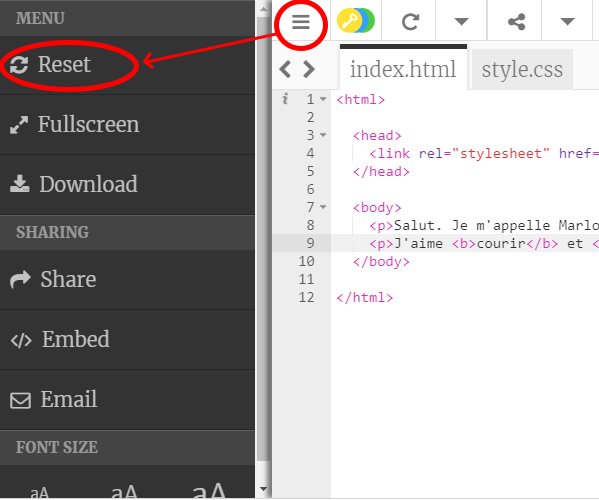 MENU
Reset
Fullscreen
Download
SHARING
Share
Embed
Email
FONT SIZE
aA aA aA
index.html style.css
1 <html>
2
3 <head>
4 <link rel="stylesheet" href=
5 </head>
6
7 <body>
8 <p>Salut. Je m'appelle Marlo
9 <p>J'aime <b>courir</b> et <
10 </body>
11
12 </html>